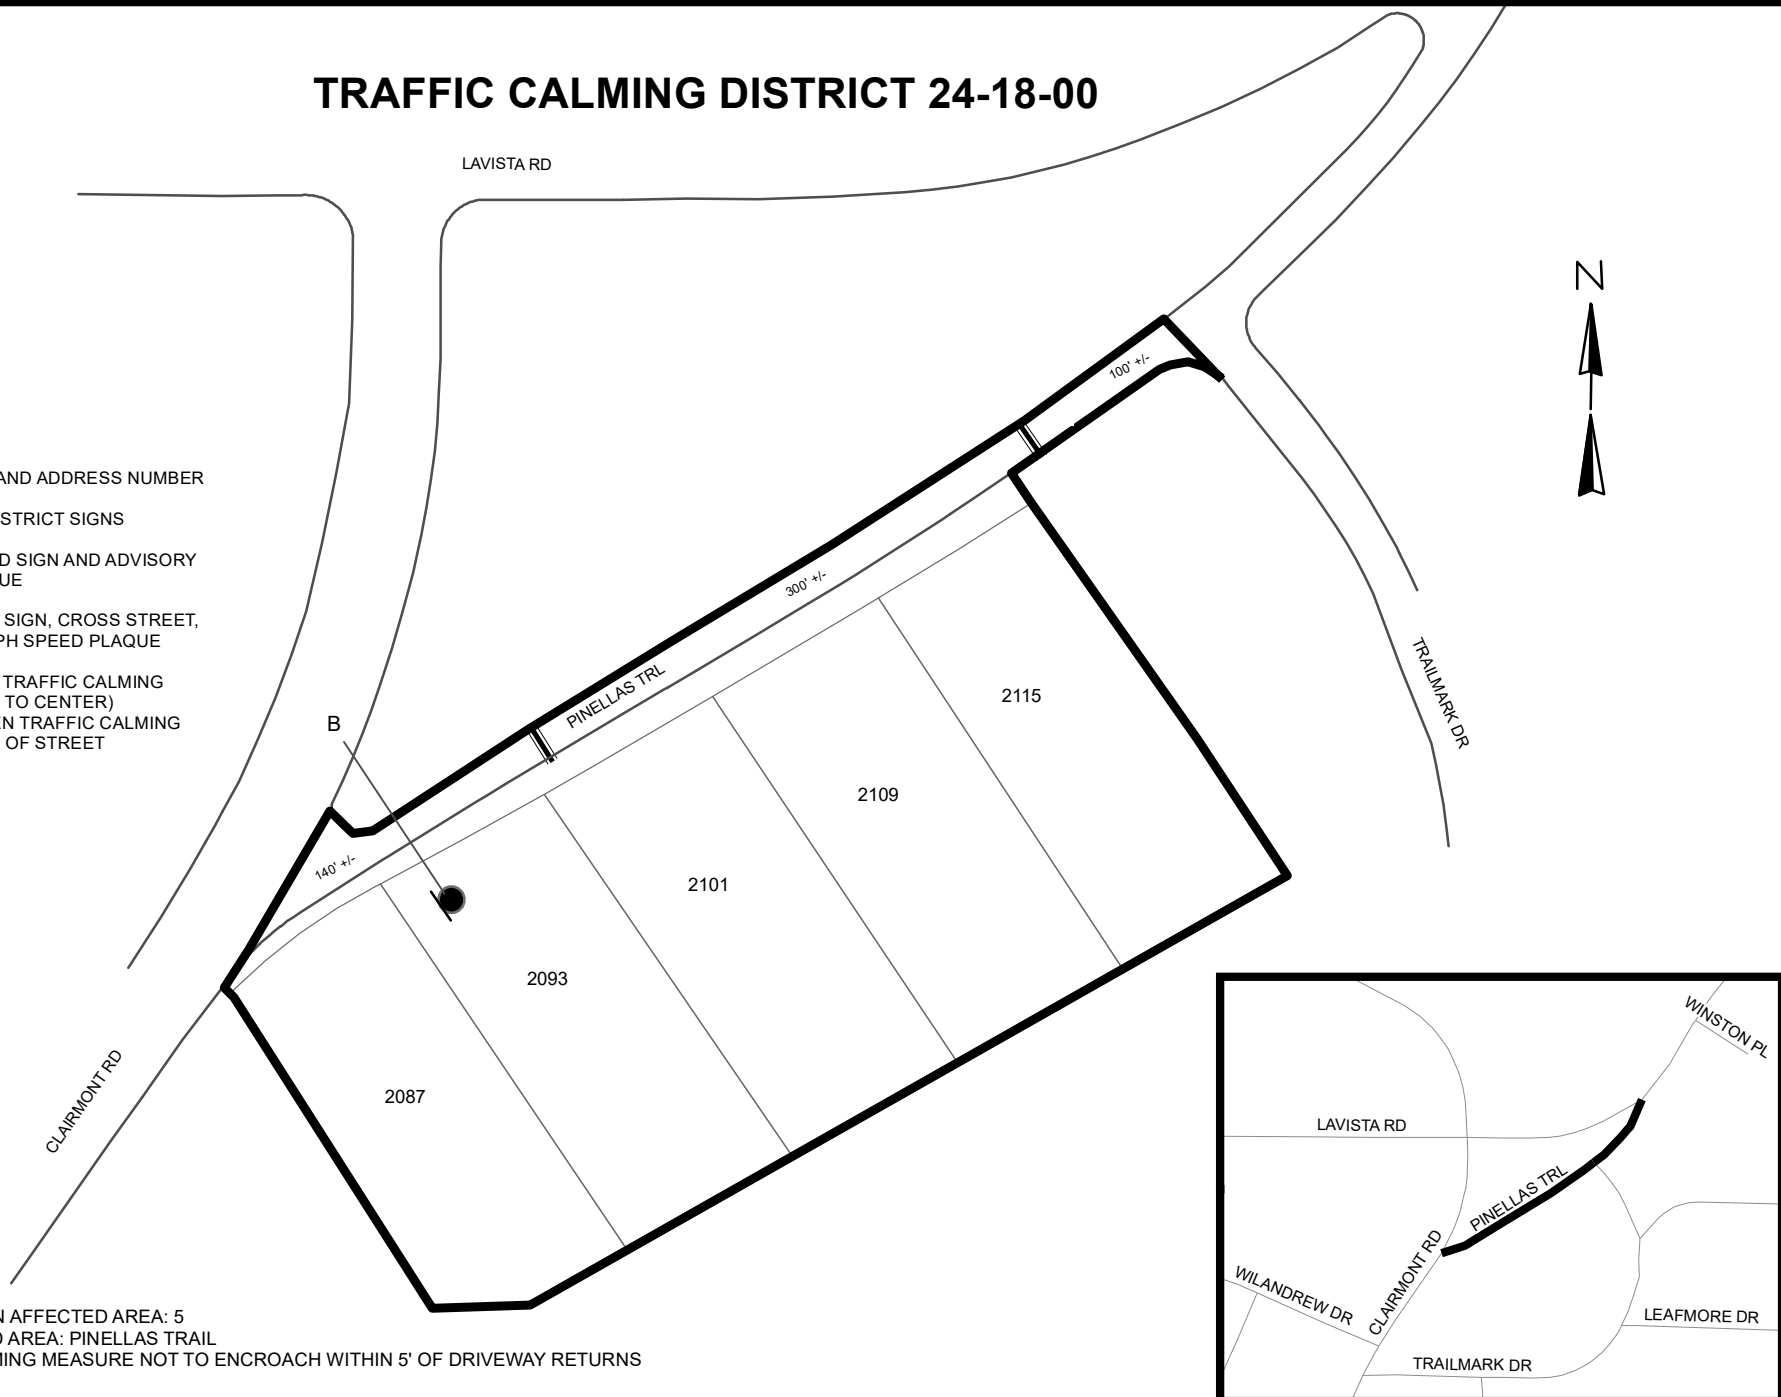 TRAFFIC CALMING DISTRICT 24-18-00
LAVISTA RD
N
100' +/-
AND ADDRESS NUMBER
STRICT SIGNS
D SIGN AND ADVISORY
UE
SIGN, CROSS STREET,
PH SPEED PLAQUE
TRAFFIC CALMING
TO CENTER)
EN TRAFFIC CALMING
OF STREET
300' +/-
PINELLAS TRL
B
140' +/-
2115
2109
2101
2093
2087
TRAILMARK DR
CLAIRMONT RD
WINSTON PL
LAVISTA RD
PINELLAS TRL
CLAIRMONT RD
WILANDREW DR
LEAFMORE DR
TRAILMARK DR
N AFFECTED AREA: 5
D AREA: PINELLAS TRAIL
MING MEASURE NOT TO ENCROACH WITHIN 5' OF DRIVEWAY RETURNS